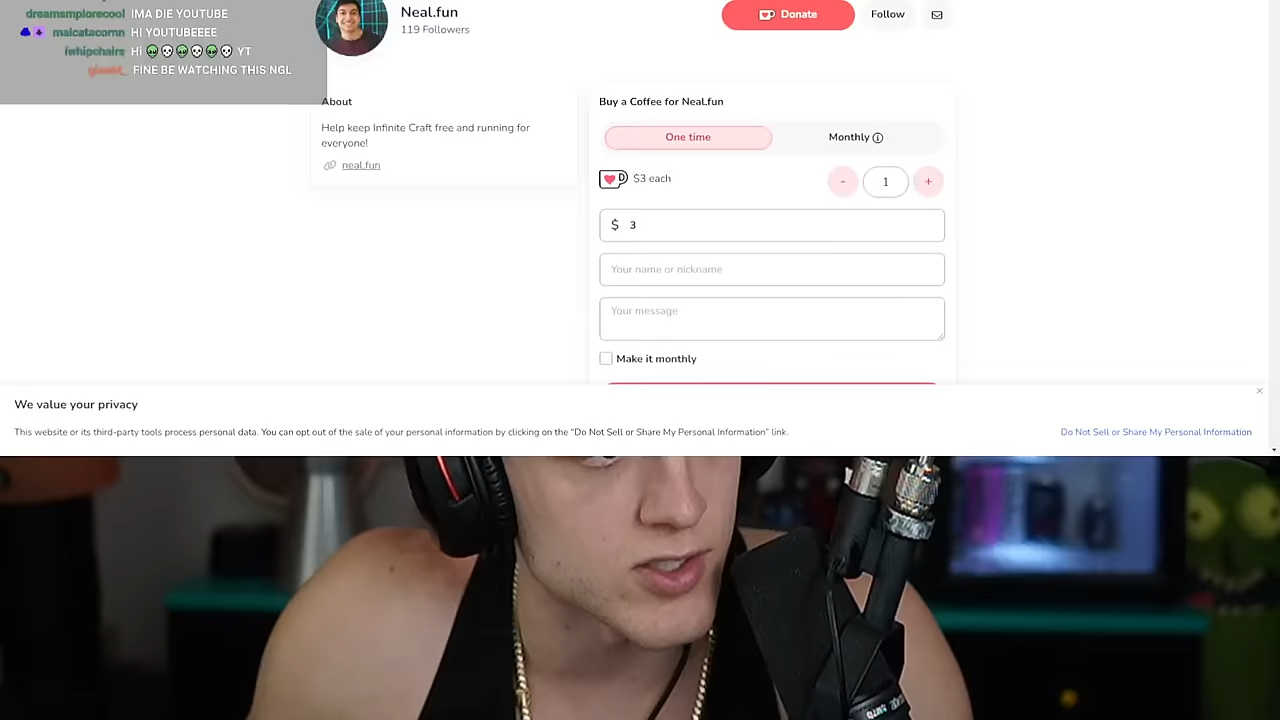 dreamsmplorecool IMA DIE YOUTUBE
malcatacornn HI YOUTUBEEEE
iwhipchairs Hi 👽💀👽💀👽💀 YT
FINE BE WATCHING THIS NGL
Neal.fun
119 Followers
Donate
Follow
About
Help keep Infinite Craft free and running for
everyone!
neal.fun
Buy a Coffee for Neal.fun
One time
Monthly
$3 each
- 1 +
$ 3
Your name or nickname
Your message
Make it monthly
We value your privacy
This website or its third-party tools process personal data. You can opt out of the sale of your personal information by clicking on the “Do Not Sell or Share My Personal Information” link.
Do Not Sell or Share My Personal Information